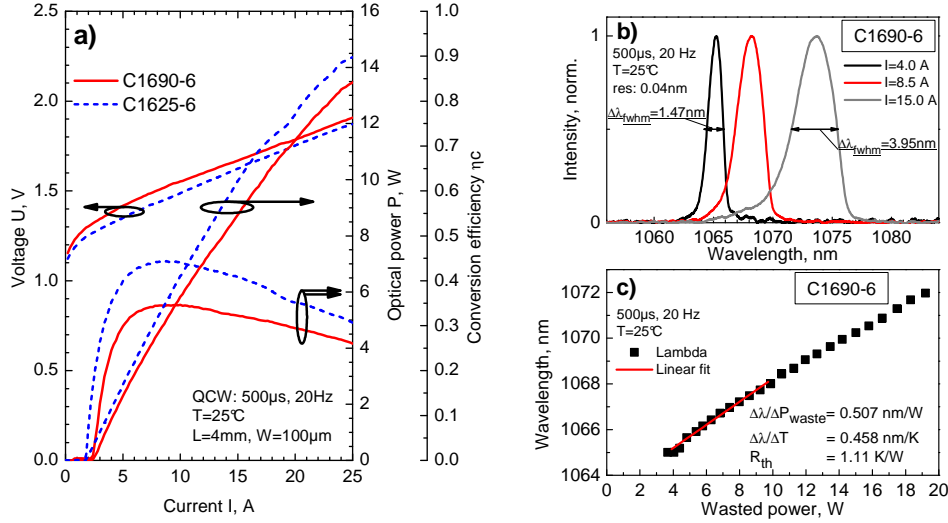 a)
C1690-6
C1625-6
QCW: 500µs, 20Hz
T=25℃
L=4mm, W=100µm
Voltage U, V
0.0
0.5
1.0
1.5
2.0
2.5
Current I, A
0 5 10 15 20 25
Optical power P, W
0
2
4
6
8
10
12
14
16
Conversion efficiency ηc
0.0
0.1
0.2
0.3
0.4
0.5
0.6
0.7
0.8
0.9
1.0
b)
C1690-6
500µs, 20 Hz
T=25℃
res: 0.04nm
I=4.0 A
I=8.5 A
I=15.0 A
Δλfwhm=1.47nm
Δλfwhm=3.95nm
Intensity, norm.
0
1
1060 1065 1070 1075 1080
Wavelength, nm
c)
C1690-6
500µs, 20 Hz
T=25℃
Lambda
Linear fit
Δλ/ΔPwaste= 0.507 nm/W
Δλ/ΔT = 0.458 nm/K
Rth = 1.11 K/W
Wavelength, nm
1064
1066
1068
1070
1072
0 2 4 6 8 10 12 14 16 18 20
Wasted power, W